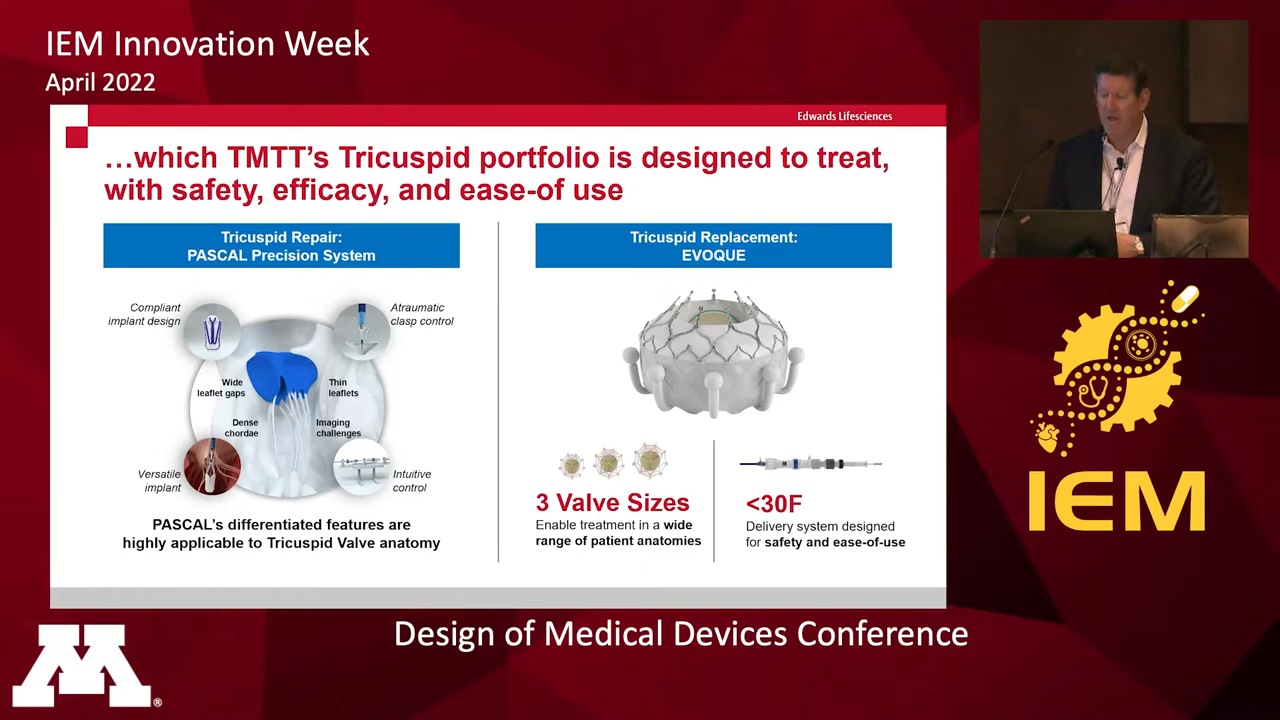 IEM Innovation Week
April 2022
Edwards Lifesciences
…which TMTT’s Tricuspid portfolio is designed to treat,
with safety, efficacy, and ease-of use
Tricuspid Repair:
PASCAL Precision System
Compliant
implant design
Atraumatic
clasp control
Wide
leaflet gaps
Thin
leaflets
Dense
chordae
Imaging
challenges
Versatile
implant
Intuitive
control
PASCAL’s differentiated features are
highly applicable to Tricuspid Valve anatomy
Tricuspid Replacement:
EVOQUE
3 Valve Sizes
Enable treatment in a wide
range of patient anatomies
<30F
Delivery system designed
for safety and ease-of-use
IEM
Design of Medical Devices Conference
M®